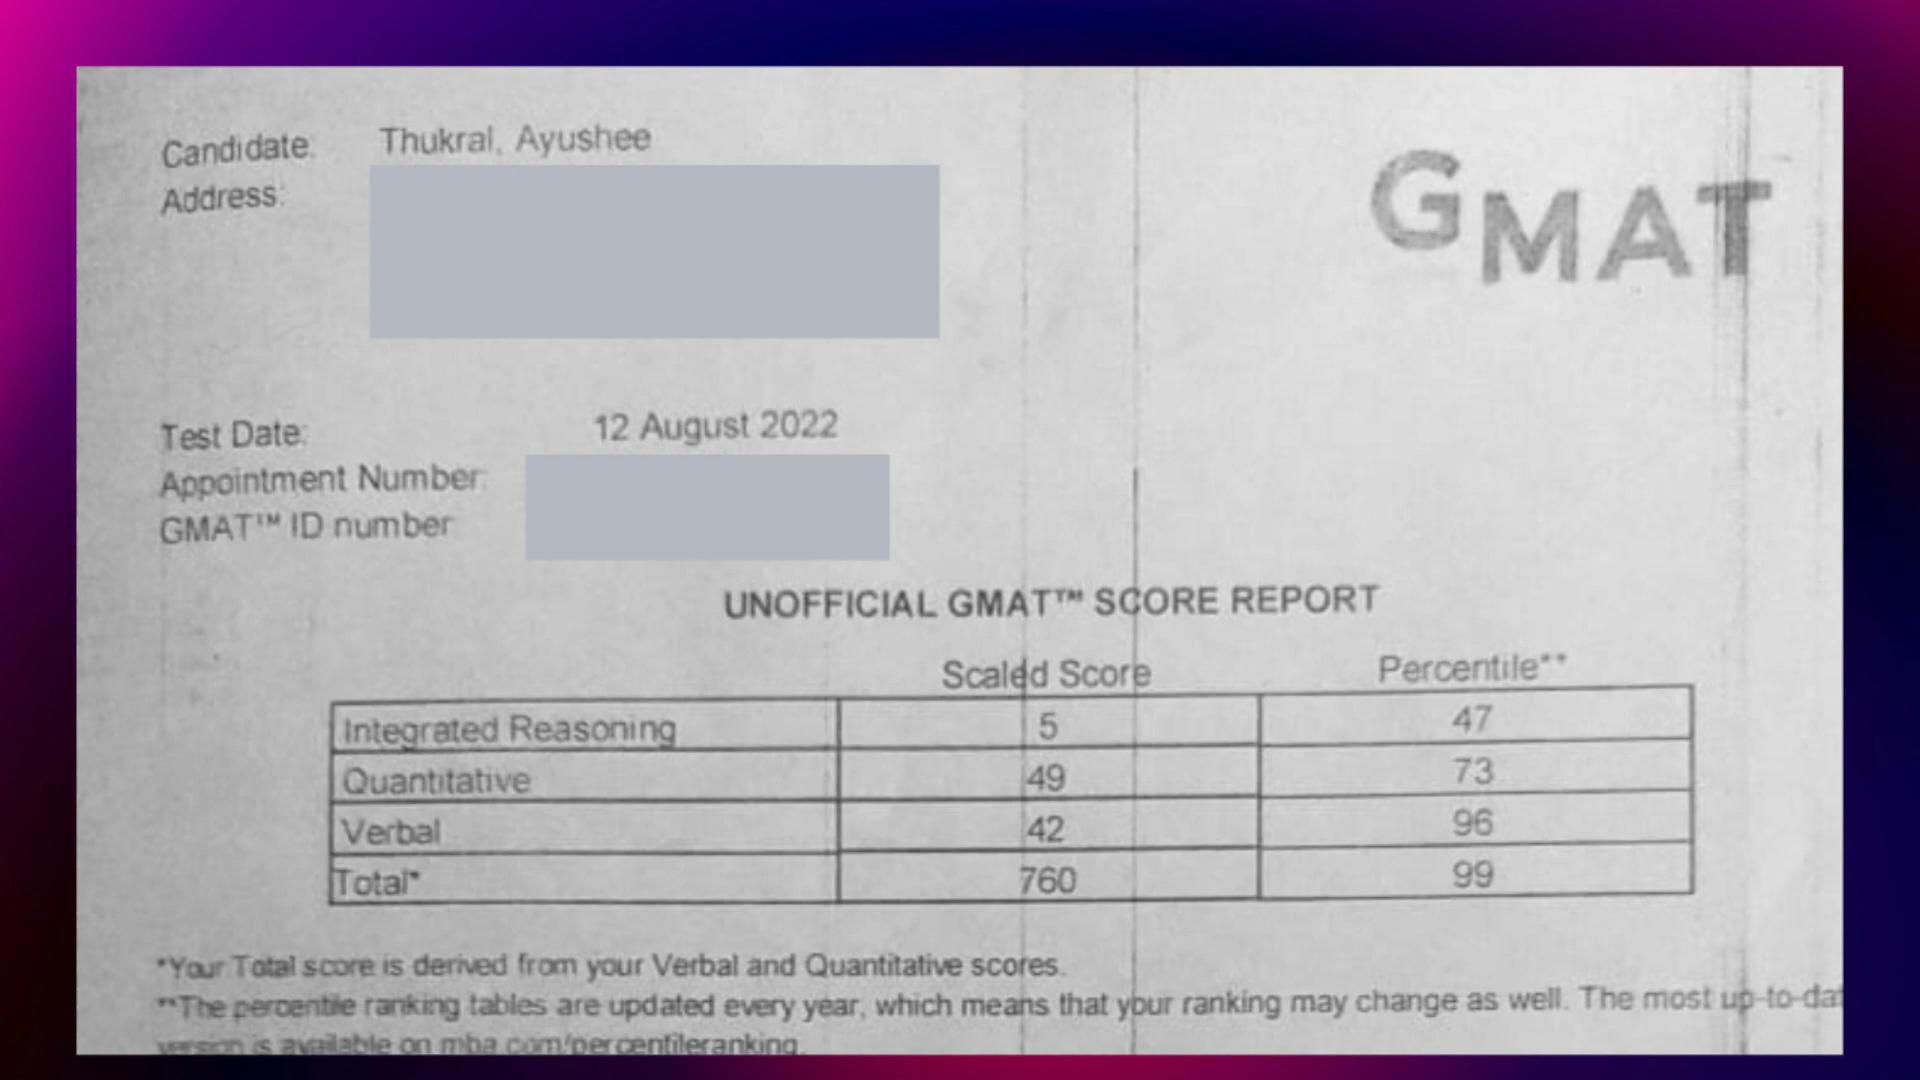 Candidate: Thukral, Ayushee
Address:
GMAT
Test Date: 12 August 2022
Appointment Number:
GMAT™ ID number
UNOFFICIAL GMAT™ SCORE REPORT
Scaled Score Percentile**
Integrated Reasoning 5 47
Quantitative 49 73
Verbal 42 96
Total* 760 99
*Your Total score is derived from your Verbal and Quantitative scores.
**The percentile ranking tables are updated every year, which means that your ranking may change as well. The most up-to-dat
version is available on mba.com/percentileranking.